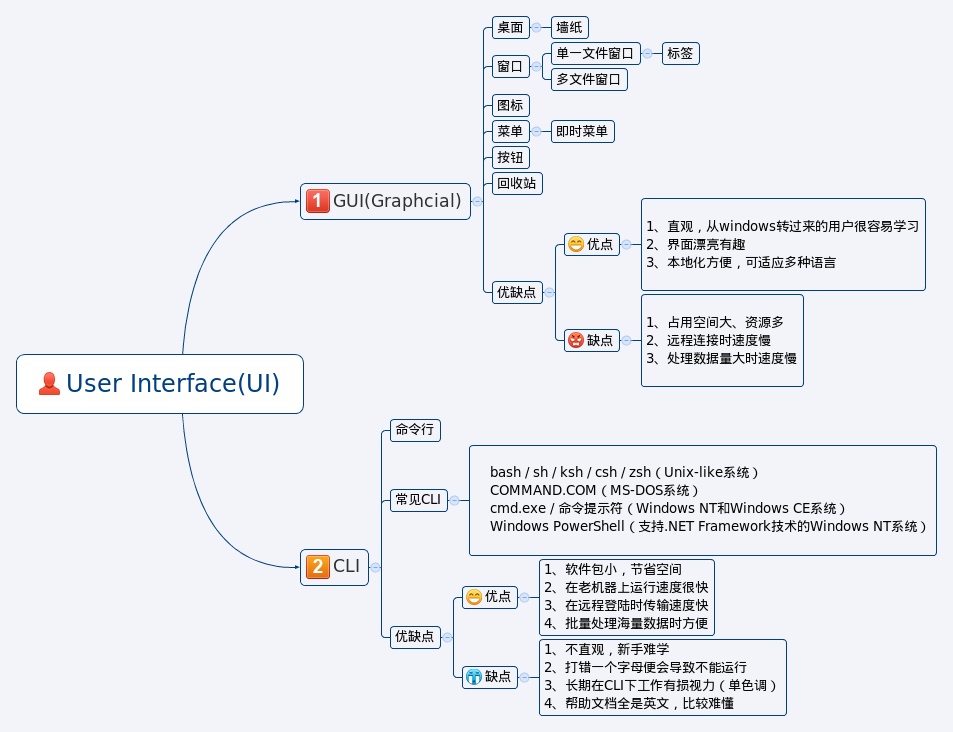 User Interface(UI)
1 GUI(Graphcial)
桌面
墙纸
窗口
单一文件窗口
标签
多文件窗口
图标
菜单
即时菜单
按钮
回收站
优缺点
优点
1、直观，从windows转过来的用户很容易学习
2、界面漂亮有趣
3、本地化方便，可适应多种语言
缺点
1、占用空间大、资源多
2、远程连接时速度慢
3、处理数据量大时速度慢
2 CLI
命令行
常见CLI
bash / sh / ksh / csh / zsh（Unix-like系统）
COMMAND.COM（MS-DOS系统）
cmd.exe / 命令提示符（Windows NT和Windows CE系统）
Windows PowerShell（支持.NET Framework技术的Windows NT系统）
优缺点
优点
1、软件包小，节省空间
2、在老机器上运行速度很快
3、在远程登陆时传输速度快
4、批量处理海量数据时方便
缺点
1、不直观，新手难学
2、打错一个字母便会导致不能运行
3、长期在CLI下工作有损视力（单色调）
4、帮助文档全是英文，比较难懂